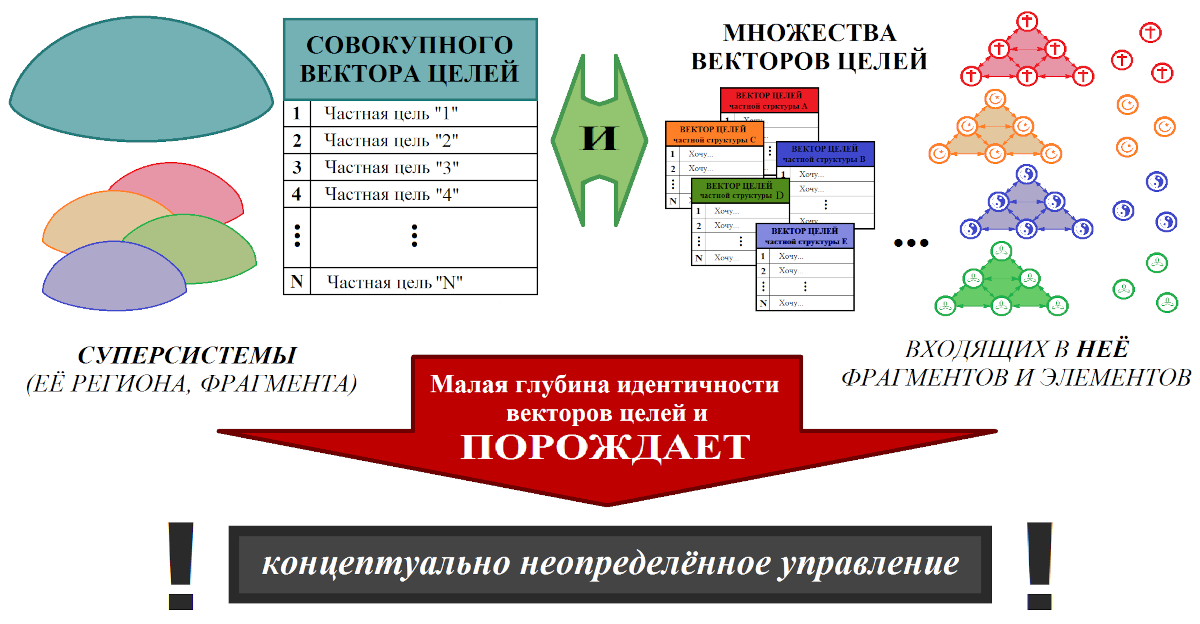 СОВОКУПНОГО
ВЕКТОРА ЦЕЛЕЙ
1 Частная цель "1"
2 Частная цель "2"
3 Частная цель "3"
4 Частная цель "4"
⋮ ⋮
N Частная цель "N"
СУПЕРСИСТЕМЫ
(ЕЁ РЕГИОНА, ФРАГМЕНТА)
И
МНОЖЕСТВА
ВЕКТОРОВ ЦЕЛЕЙ
ВЕКТОР ЦЕЛЕЙ
частной структуры А
1 Хочу...
ВЕКТОР ЦЕЛЕЙ
частной структуры С
1 Хочу...
2 Хочу...
⋮ ⋮
N
ВЕКТОР ЦЕЛЕЙ
частной структуры В
1 Хочу...
Хочу...
⋮
Хочу...
ВЕКТОР ЦЕЛЕЙ
частной структуры D
1 Хочу...
2 Хочу...
⋮ ⋮
N Хочу...
ВЕКТОР ЦЕЛЕЙ
частной структуры Е
1 Хочу...
2 Хочу...
⋮ ⋮
N Хочу...
...
ВХОДЯЩИХ В НЕЁ
ФРАГМЕНТОВ И ЭЛЕМЕНТОВ
Малая глубина идентичности
векторов целей и
ПОРОЖДАЕТ
! концептуально неопределённое управление !